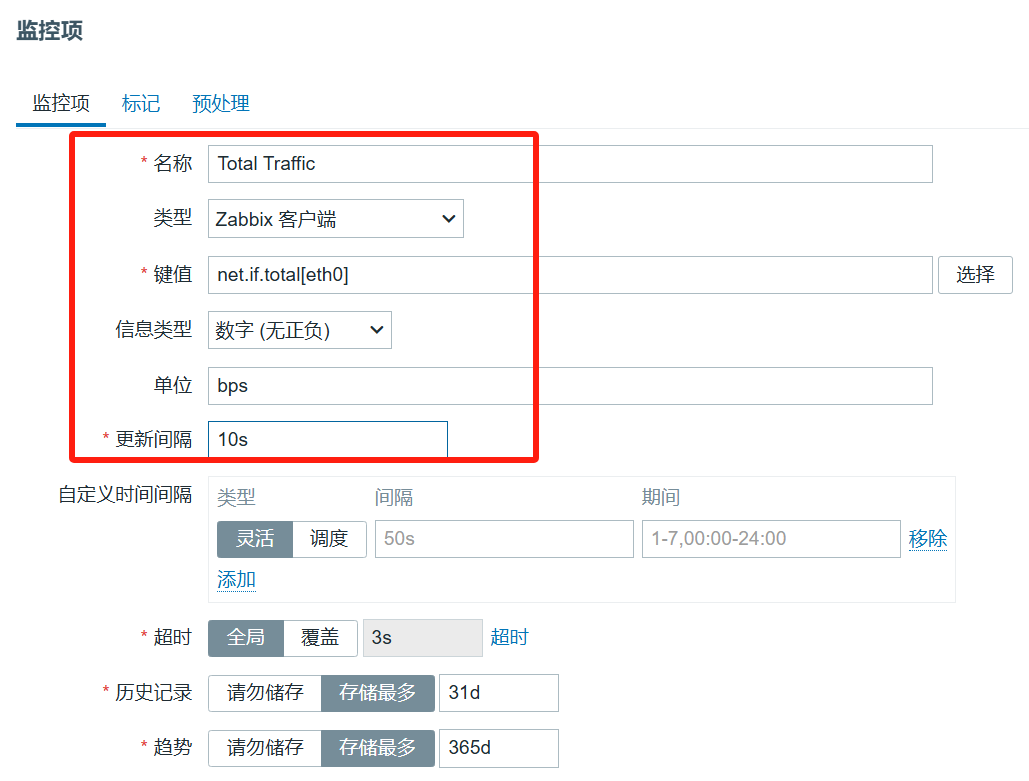 监控项
监控项 标记 预处理
* 名称 Total Traffic
类型 Zabbix 客户端
* 键值 net.if.total[eth0] 选择
信息类型 数字 (无正负)
单位 bps
* 更新间隔 10s
自定义时间间隔 类型 间隔 期间
灵活 调度 50s 1-7,00:00-24:00 移除
添加
* 超时 全局 覆盖 3s 超时
* 历史记录 请勿储存 存储最多 31d
* 趋势 请勿储存 存储最多 365d